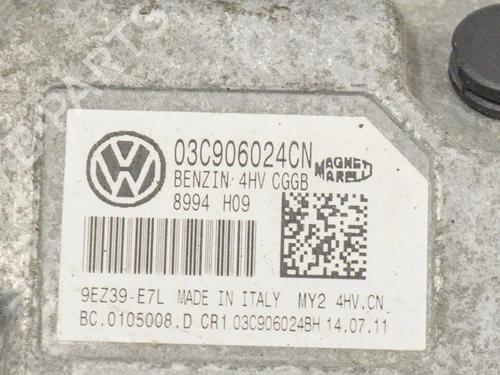 03C906024CN
BENZIN 4HV CGGB
MAGNETI
MARELLI
8994 H09
9EZ39-E7L MADE IN ITALY MY2 4HV.CN
BC.0105008.D CR1 03C906024BH 14.07.11